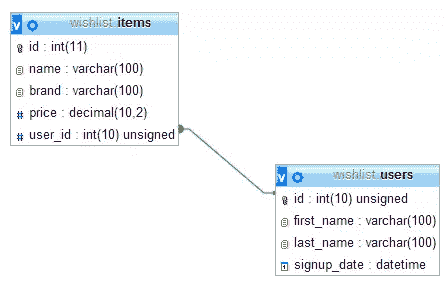 wishlist items
id : int(11)
name : varchar(100)
brand : varchar(100)
price : decimal(10,2)
user_id : int(10) unsigned
wishlist users
id : int(10) unsigned
first_name : varchar(100)
last_name : varchar(100)
signup_date : datetime